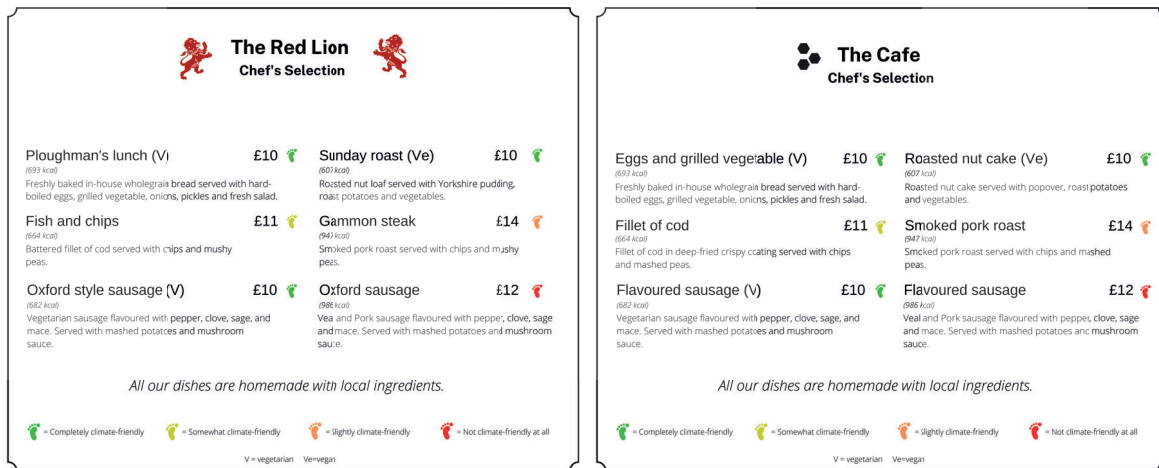 The Red Lion
Chef's Selection
Ploughman's lunch (V) £10
(693 kcal)
Freshly baked in-house wholegrain bread served with hard-
boiled eggs, grilled vegetable, onions, pickles and fresh salad.
Fish and chips £11
(664 kcal)
Battered fillet of cod served with chips and mushy
peas.
Oxford style sausage (V) £10
(682 kcal)
Vegetarian sausage flavoured with pepper, clove, sage, and
mace. Served with mashed potatoes and mushroom
sauce.
Sunday roast (Ve) £10
(607 kcal)
Roasted nut loaf served with Yorkshire pudding,
roast potatoes and vegetables.
Gammon steak £14
(947 kcal)
Smoked pork roast served with chips and mushy
peas.
Oxford sausage £12
(986 kcal)
Veal and Pork sausage flavoured with pepper, clove, sage
and mace. Served with mashed potatoes and mushroom
sauce.
All our dishes are homemade with local ingredients.
= Completely climate-friendly = Somewhat climate-friendly = Slightly climate-friendly = Not climate-friendly at all
V = vegetarian Ve=vegan
The Cafe
Chef's Selection
Eggs and grilled vegetable (V) £10
(693 kcal)
Freshly baked in-house wholegrain bread served with hard-
boiled eggs, grilled vegetable, onions, pickles and fresh salad.
Fillet of cod £11
(664 kcal)
Fillet of cod in deep-fried crispy coating served with chips
and mashed peas.
Flavoured sausage (V) £10
(682 kcal)
Vegetarian sausage flavoured with pepper, clove, sage, and
mace. Served with mashed potatoes and mushroom
sauce.
Roasted nut cake (Ve) £10
(607 kcal)
Roasted nut cake served with popover, roast potatoes
and vegetables.
Smoked pork roast £14
(947 kcal)
Smoked pork roast served with chips and mashed
peas.
Flavoured sausage £12
(986 kcal)
Veal and Pork sausage flavoured with pepper, clove, sage
and mace. Served with mashed potatoes and mushroom
sauce.
All our dishes are homemade with local ingredients.
= Completely climate-friendly = Somewhat climate-friendly = Slightly climate-friendly = Not climate-friendly at all
V = vegetarian Ve=vegan